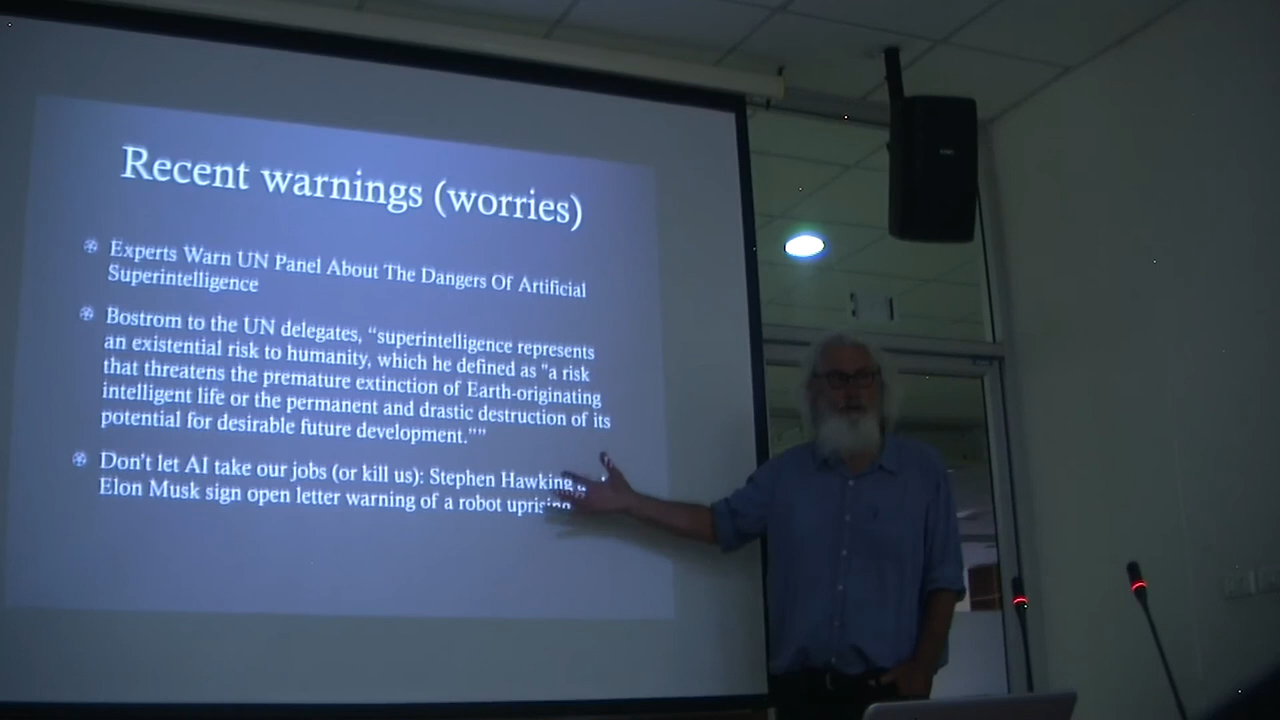 Recent warnings (worries)
Experts Warn UN Panel About The Dangers Of Artificial
Superintelligence
Bostrom to the UN delegates, “superintelligence represents
an existential risk to humanity, which he defined as "a risk
that threatens the premature extinction of Earth-originating
intelligent life or the permanent and drastic destruction of its
potential for desirable future development.””
Don't let AI take our jobs (or kill us): Stephen Hawking
Elon Musk sign open letter warning of a robot